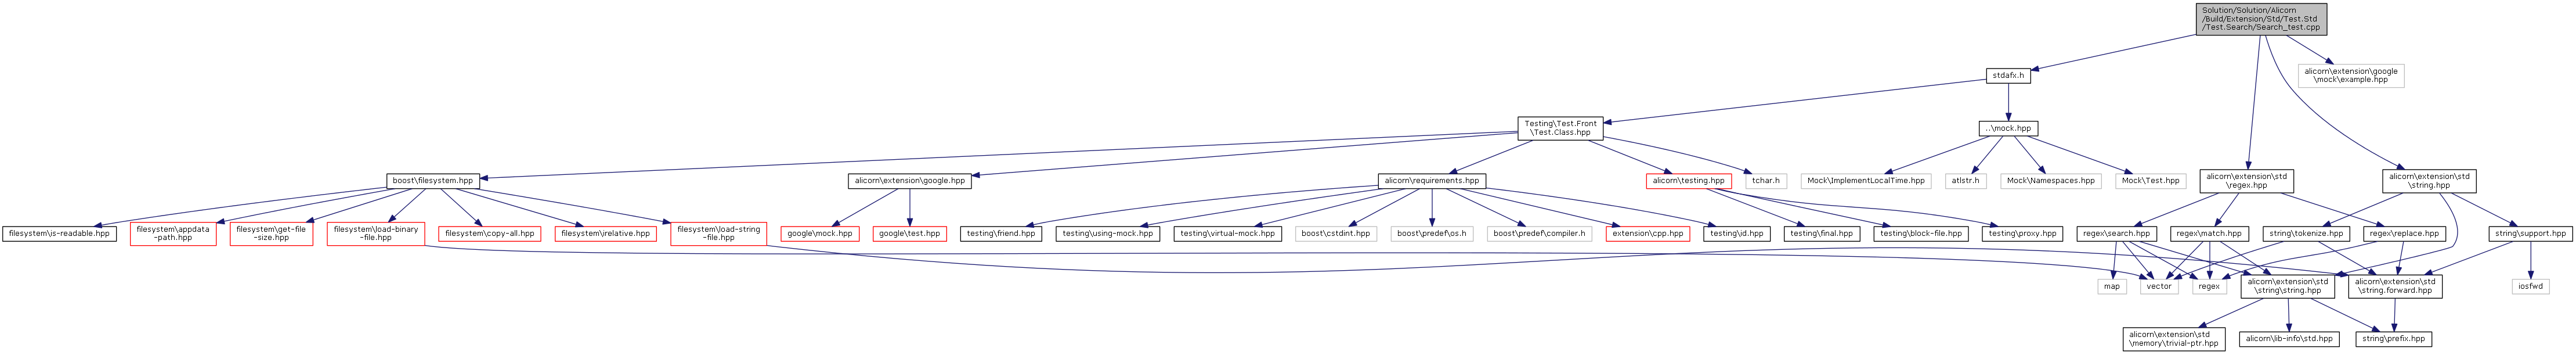 Solution/Solution/Alicorn
/Build/Extension/Std/Test.Std
/Test.Search/Search_test.cpp
stdafx.h
alicorn\extension\google
\mock\example.hpp
Testing\Test.Front
\Test.Class.hpp
..\mock.hpp
boost\filesystem.hpp
alicorn\extension\google.hpp
alicorn\requirements.hpp
alicorn\testing.hpp
tchar.h
Mock\ImplementLocalTime.hpp
atlstr.h
Mock\Namespaces.hpp
Mock\Test.hpp
alicorn\extension\std
\regex.hpp
alicorn\extension\std
\string.hpp
filesystem\is-readable.hpp
filesystem\appdata
-path.hpp
filesystem\get-file
-size.hpp
filesystem\load-binary
-file.hpp
filesystem\copy-all.hpp
filesystem\irelative.hpp
filesystem\load-string
-file.hpp
google\mock.hpp
google\test.hpp
testing\friend.hpp
testing\using-mock.hpp
testing\virtual-mock.hpp
boost\cstdint.hpp
boost\predef\os.h
boost\predef\compiler.h
extension\cpp.hpp
testing\id.hpp
testing\final.hpp
testing\block-file.hpp
testing\proxy.hpp
regex\search.hpp
regex\match.hpp
string\tokenize.hpp
regex\replace.hpp
string\support.hpp
map
vector
regex
alicorn\extension\std
\string\string.hpp
alicorn\extension\std
\string.forward.hpp
iosfwd
alicorn\extension\std
\memory\trivial-ptr.hpp
alicorn\lib-info\std.hpp
string\prefix.hpp